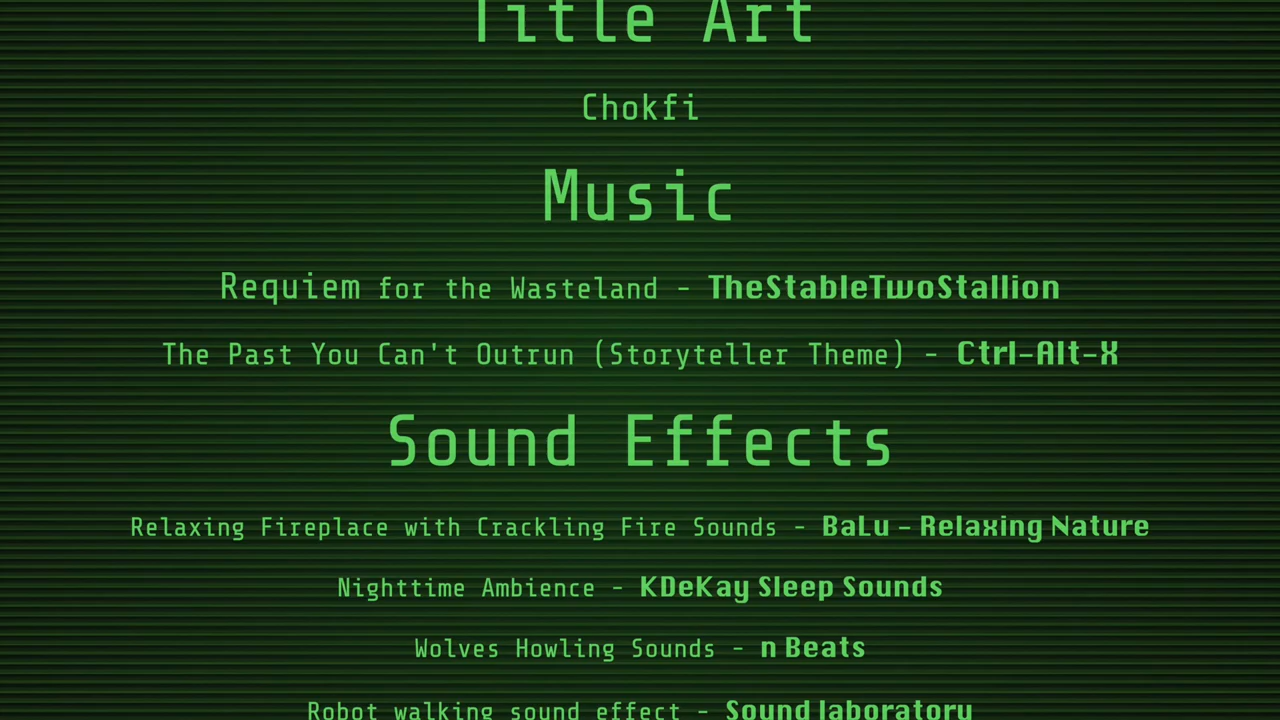 Title Art
Chokfi
Music
Requiem for the Wasteland - TheStableTwoStallion
The Past You Can't Outrun (Storyteller Theme) - Ctrl-Alt-X
Sound Effects
Relaxing Fireplace with Crackling Fire Sounds - BaLu - Relaxing Nature
Nighttime Ambience - KDeKay Sleep Sounds
Wolves Howling Sounds - n Beats
Robot walking sound effect - Sound laboratory